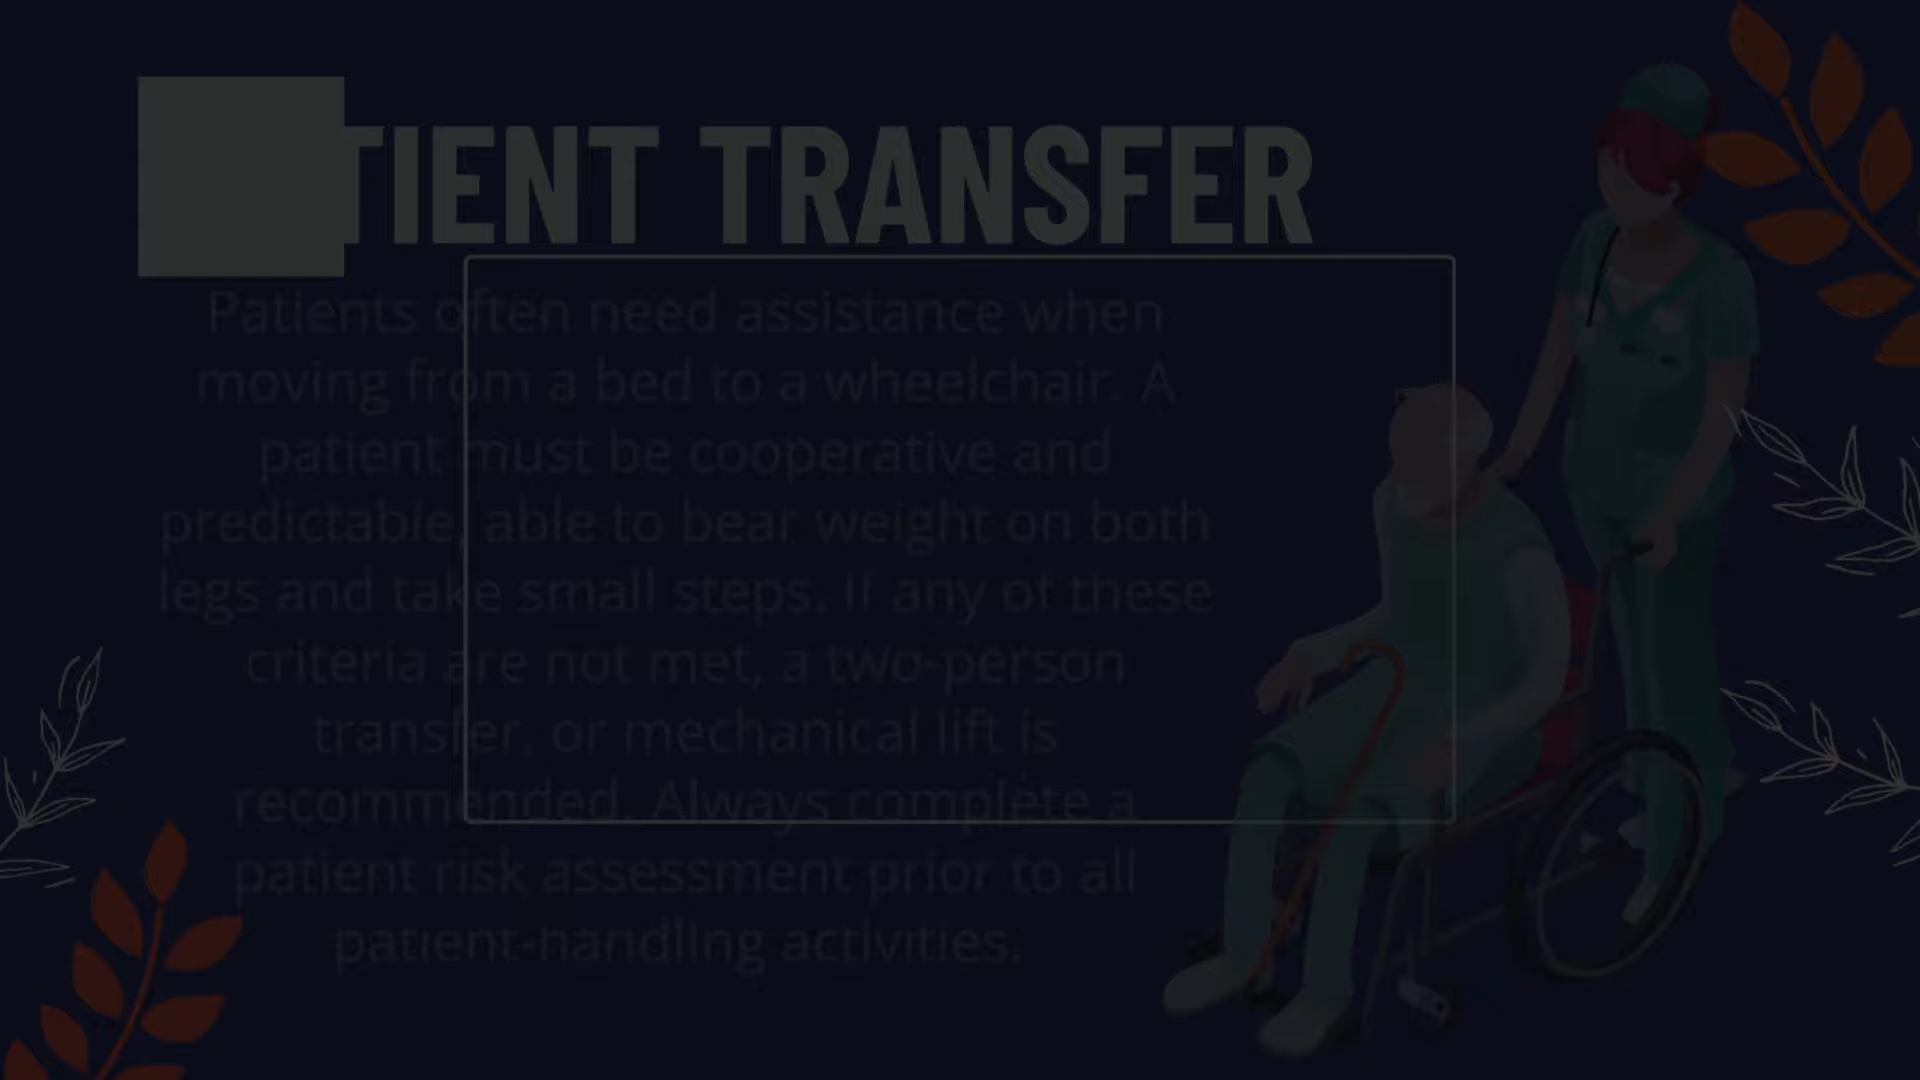 TIENT TRANSFER
Patients often need assistance when
moving from a bed to a wheelchair. A
patient must be cooperative and
predictable, able to bear weight on both
legs and take small steps. If any of these
criteria are not met, a two-person
transfer, or mechanical lift is
recommended. Always complete a
patient risk assessment prior to all
patient-handling activities.